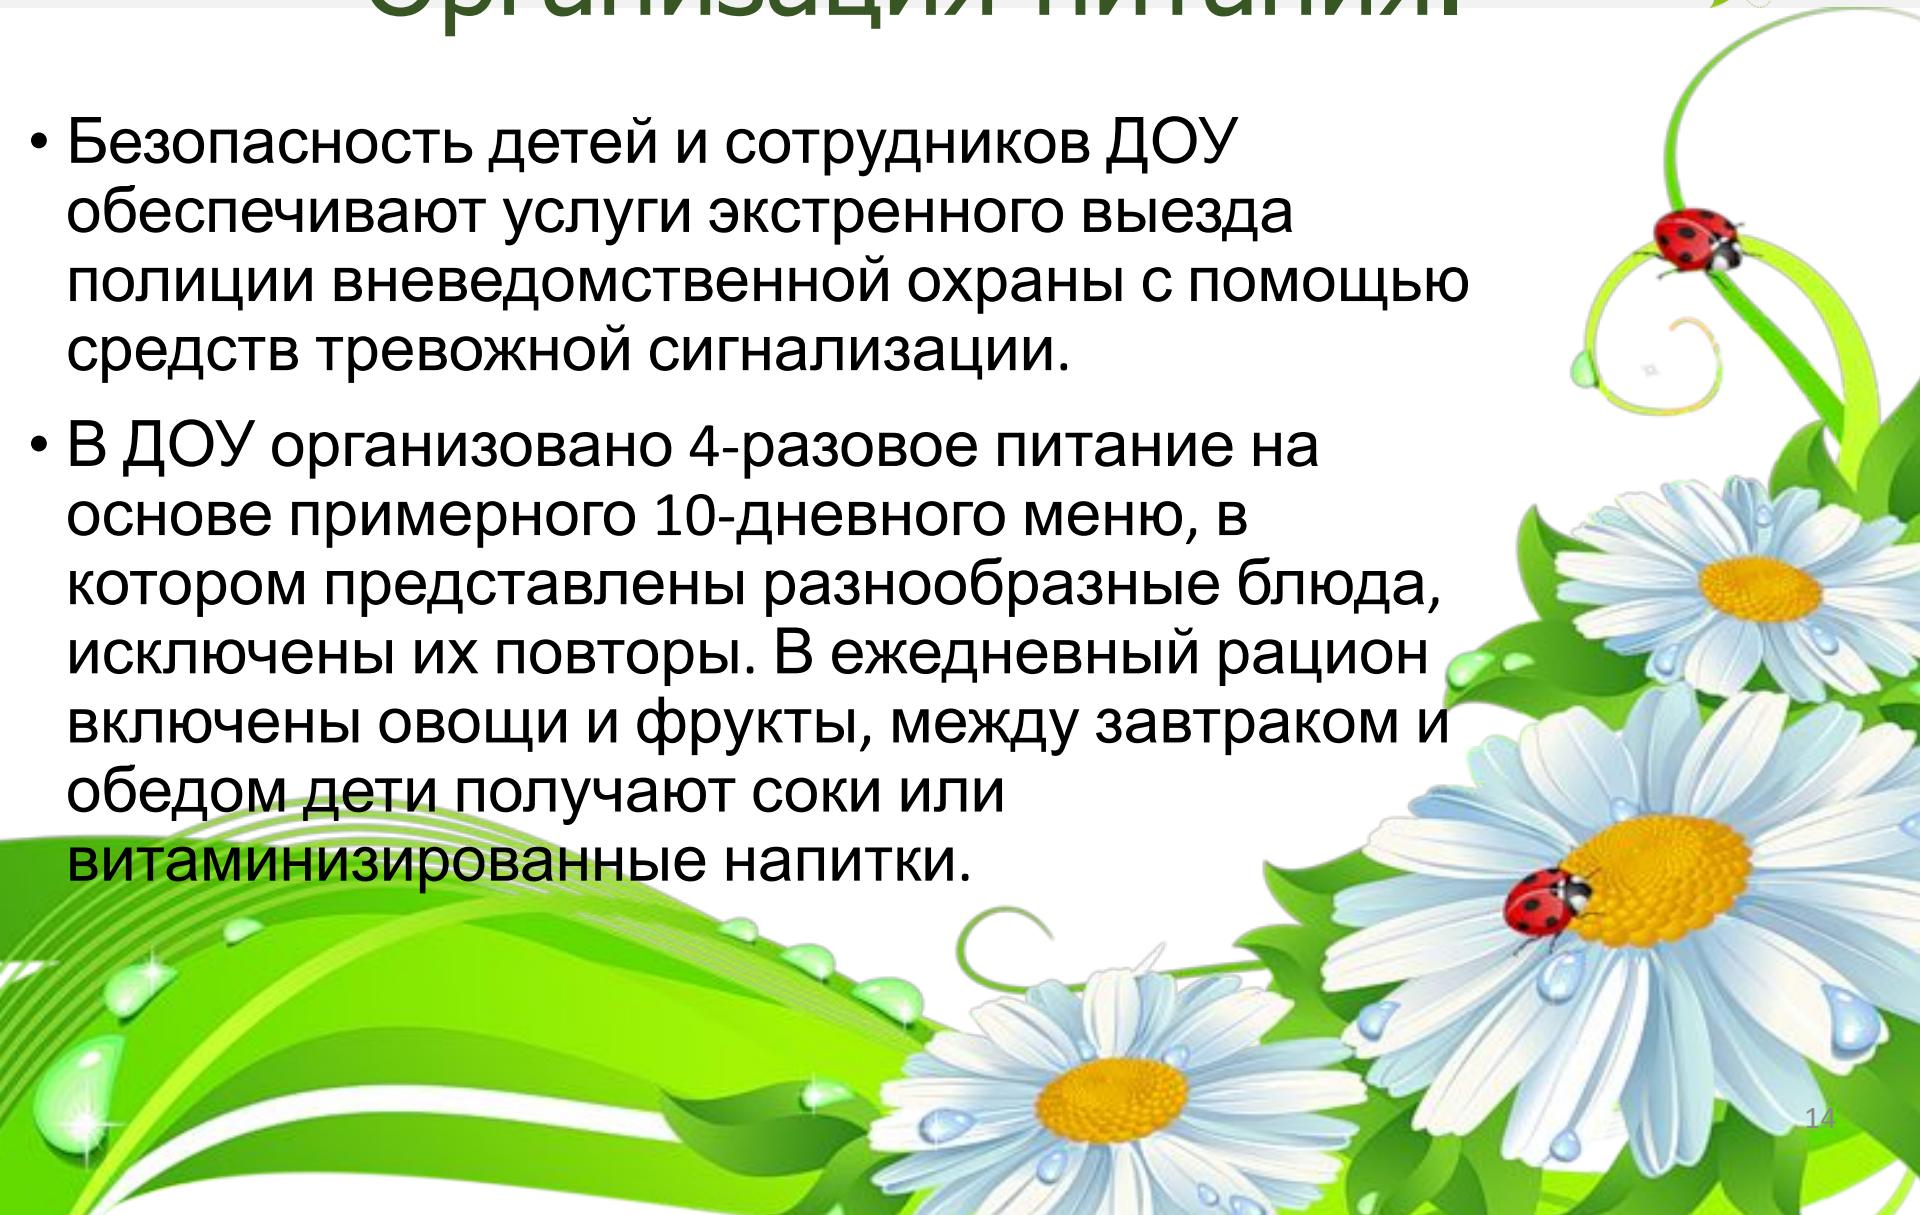 Организация питания.
• Безопасность детей и сотрудников ДОУ
обеспечивают услуги экстренного выезда
полиции вневедомственной охраны с помощью
средств тревожной сигнализации.
• В ДОУ организовано 4-разовое питание на
основе примерного 10-дневного меню, в
котором представлены разнообразные блюда,
исключены их повторы. В ежедневный рацион
включены овощи и фрукты, между завтраком и
обедом дети получают соки или
витаминизированные напитки.
14